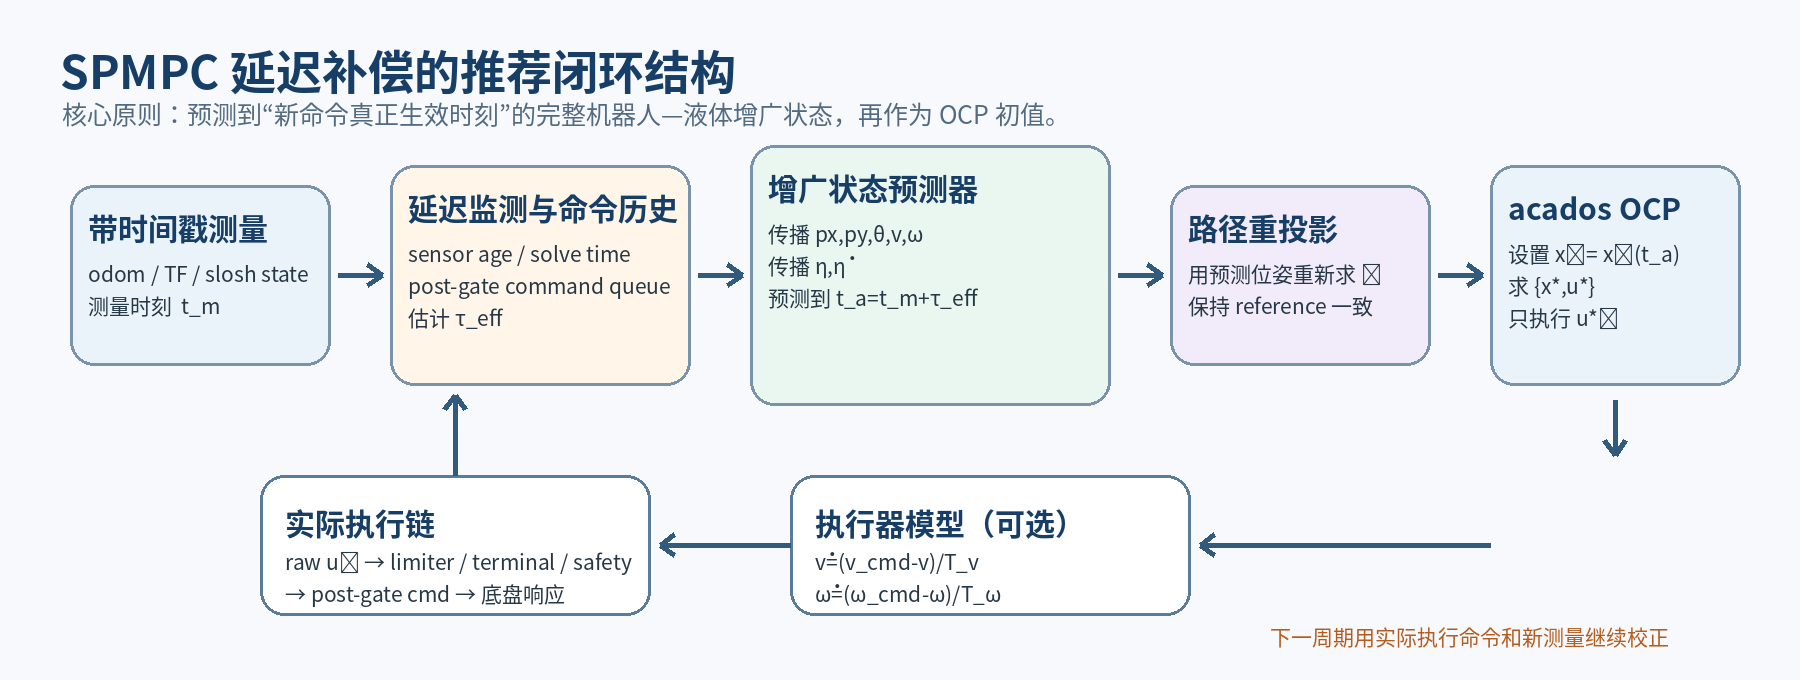 SPMPC 延迟补偿的推荐闭环结构
核心原则：预测到“新命令真正生效时刻”的完整机器人—液体增广状态，再作为 OCP 初值。
带时间戳测量
odom / TF / slosh state
测量时刻 t_m
延迟监测与命令历史
sensor age / solve time
post-gate command queue
估计 τ_eff
增广状态预测器
传播 px,py,θ,v,ω
传播 η,η̇
预测到 t_a=t_m+τ_eff
路径重投影
用预测位姿重新求
保持 reference 一致
acados OCP
设置 x = x (t_a)
求 {x*,u*}
只执行 u*
实际执行链
raw u → limiter / terminal / safety
→ post-gate cmd → 底盘响应
执行器模型（可选）
v̇=(v_cmd-v)/T_v
ω̇=(ω_cmd-ω)/T_ω
下一周期用实际执行命令和新测量继续校正